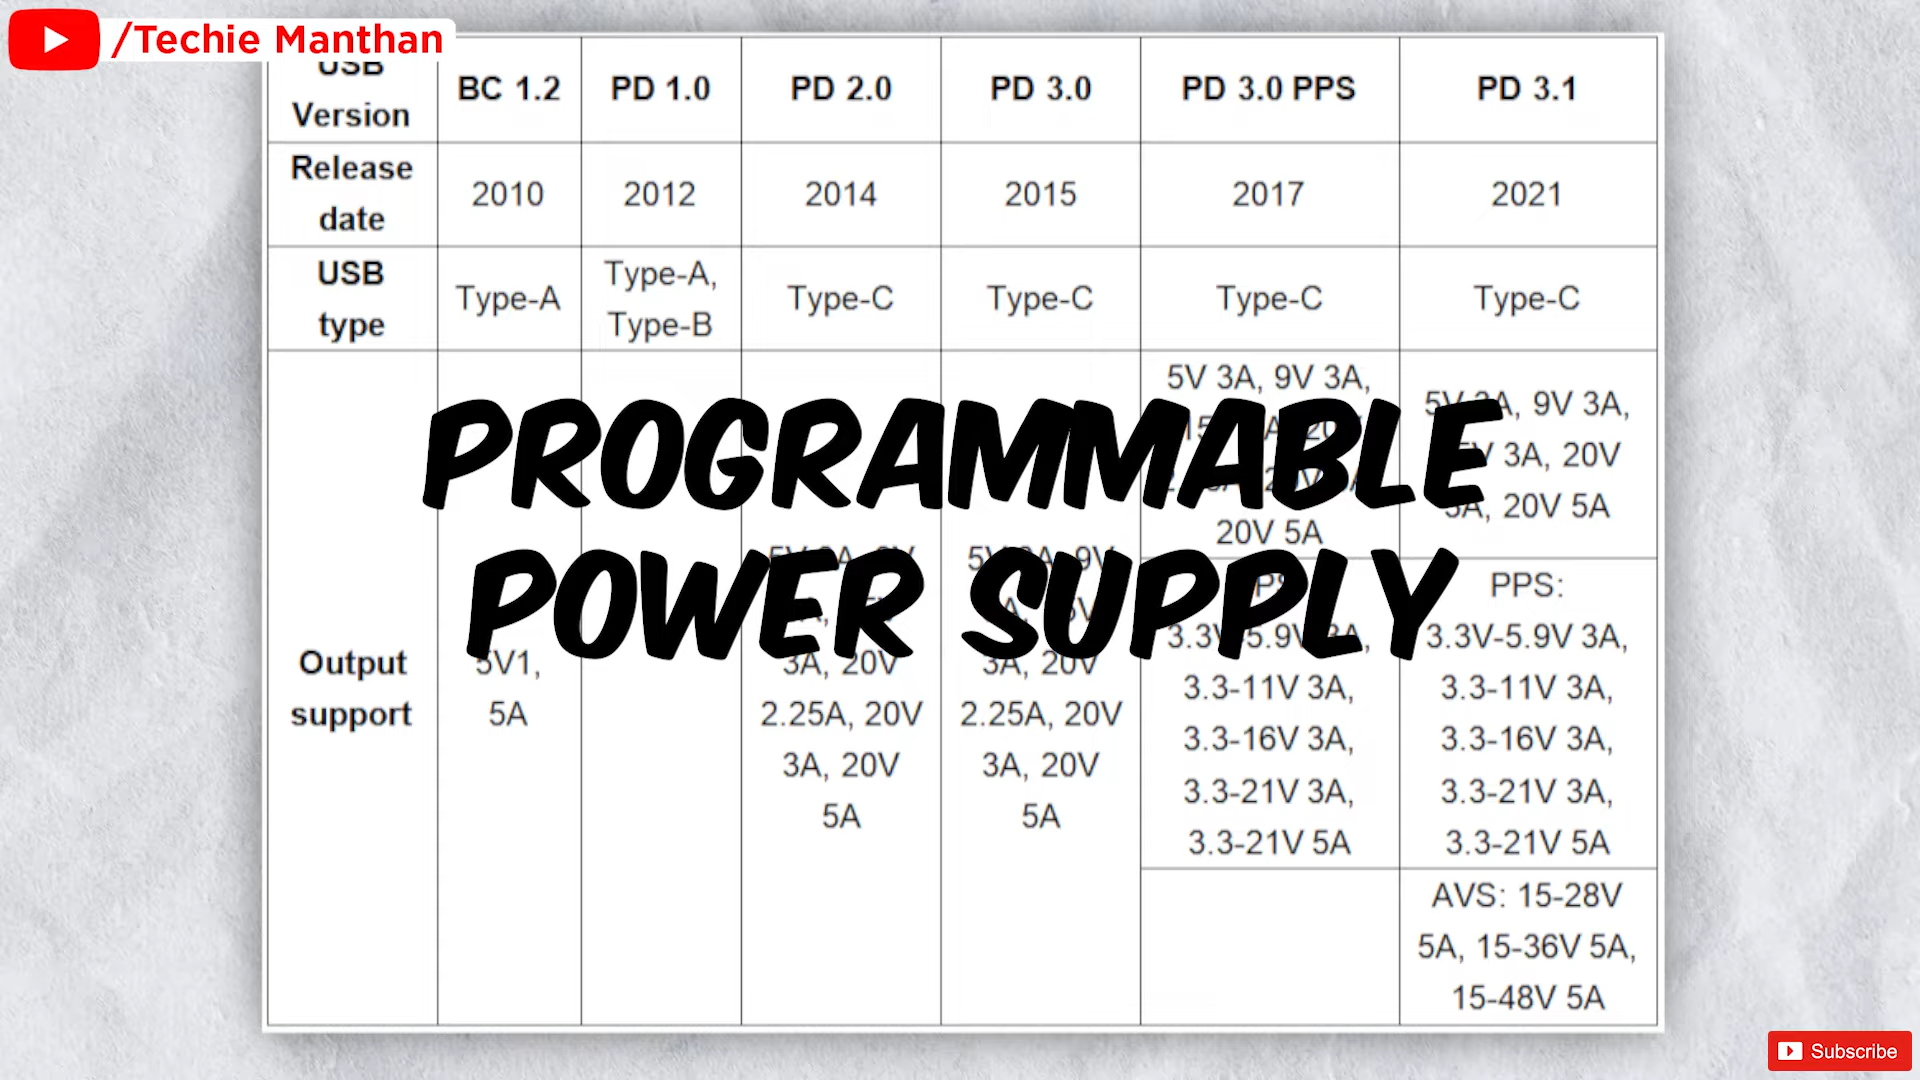 /Techie Manthan
USB Version BC 1.2 PD 1.0 PD 2.0 PD 3.0 PD 3.0 PPS PD 3.1
Release date 2010 2012 2014 2015 2017 2021
USB type Type-A Type-A, Type-B Type-C Type-C Type-C Type-C
PROGRAMMABLE
POWER SUPPLY
Output support
5V1,
5A
3A, 20V
2.25A, 20V
3A, 20V
5A
3A, 20V
2.25A, 20V
3A, 20V
5A
5V 3A, 9V 3A,
20V 5A
3.3-11V 3A,
3.3-16V 3A,
3.3-21V 3A,
3.3-21V 5A
9V 3A,
3A, 20V
20V 5A
PPS:
3.3V-5.9V 3A,
3.3-11V 3A,
3.3-16V 3A,
3.3-21V 3A,
3.3-21V 5A
AVS: 15-28V
5A, 15-36V 5A,
15-48V 5A
Subscribe